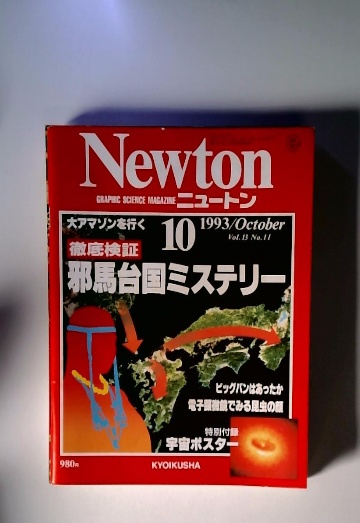 Newton
GRAPHIC SCIENCE MAGAZINE ニュートン
大アマゾンを行く
10
1993/October
Vol.13 No.11
徹底検証
邪馬台国ミステリー
ビッグバンはあったか
電子顕微鏡でみる昆虫の顔
特別付録
宇宙ポスター
980円
KYOIKUSHA